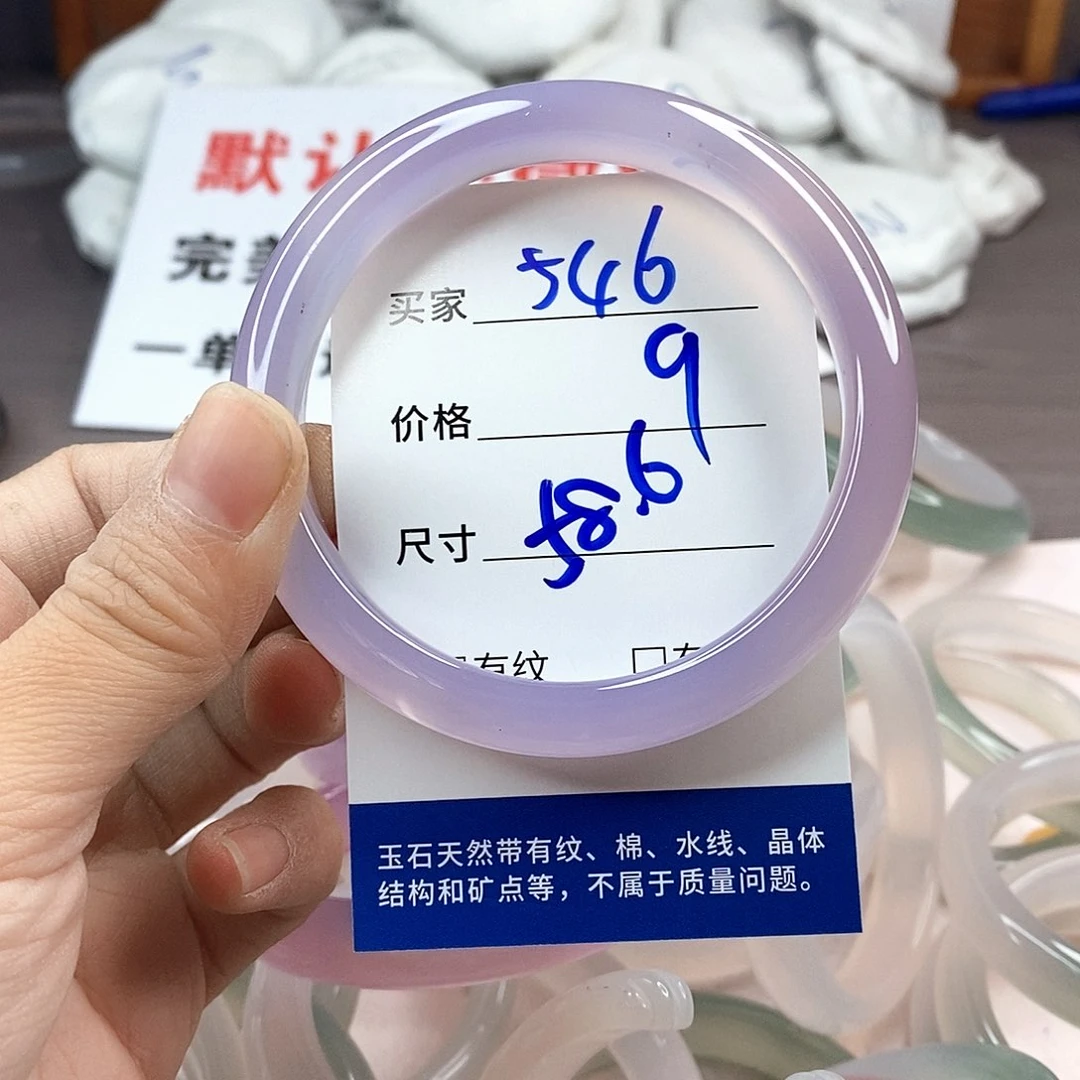 默认
完美
一单
买家 546
价格 9
尺寸 58.6
有纹 □有
玉石天然带有纹、棉、水线、晶体
结构和矿点等，不属于质量问题。